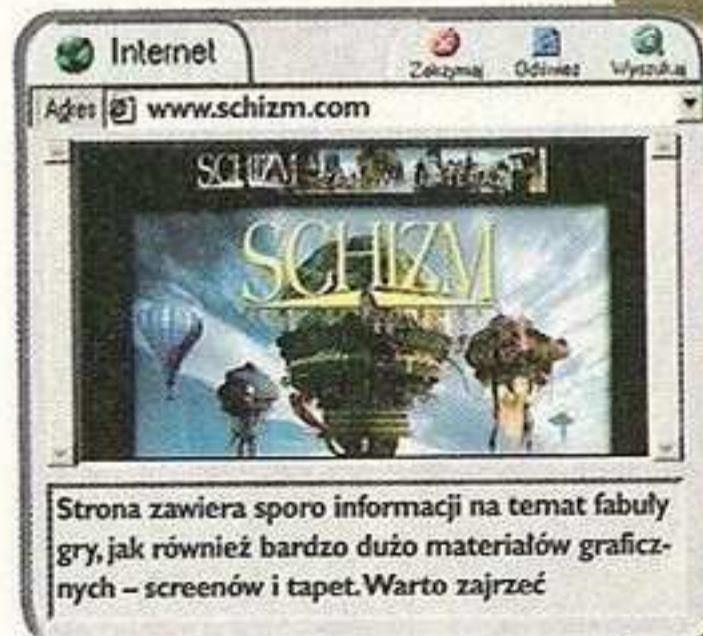 Internet
Zatrzymaj Odśwież Wyszukaj
Adres www.schizm.com
SCHIZM
SCHIZM
Strona zawiera sporo informacji na temat fabuły
gry, jak również bardzo dużo materiałów graficz-
nych – screenów i tapet. Warto zajrzeć